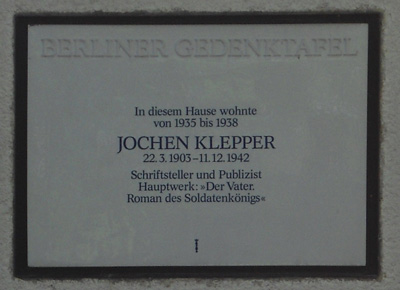 BERLINER GEDENKTAFEL
In diesem Hause wohnte
von 1935 bis 1938
JOCHEN KLEPPER
22. 3. 1903–11. 12. 1942
Schriftsteller und Publizist
Hauptwerk: »Der Vater.
Roman des Soldatenkönigs«